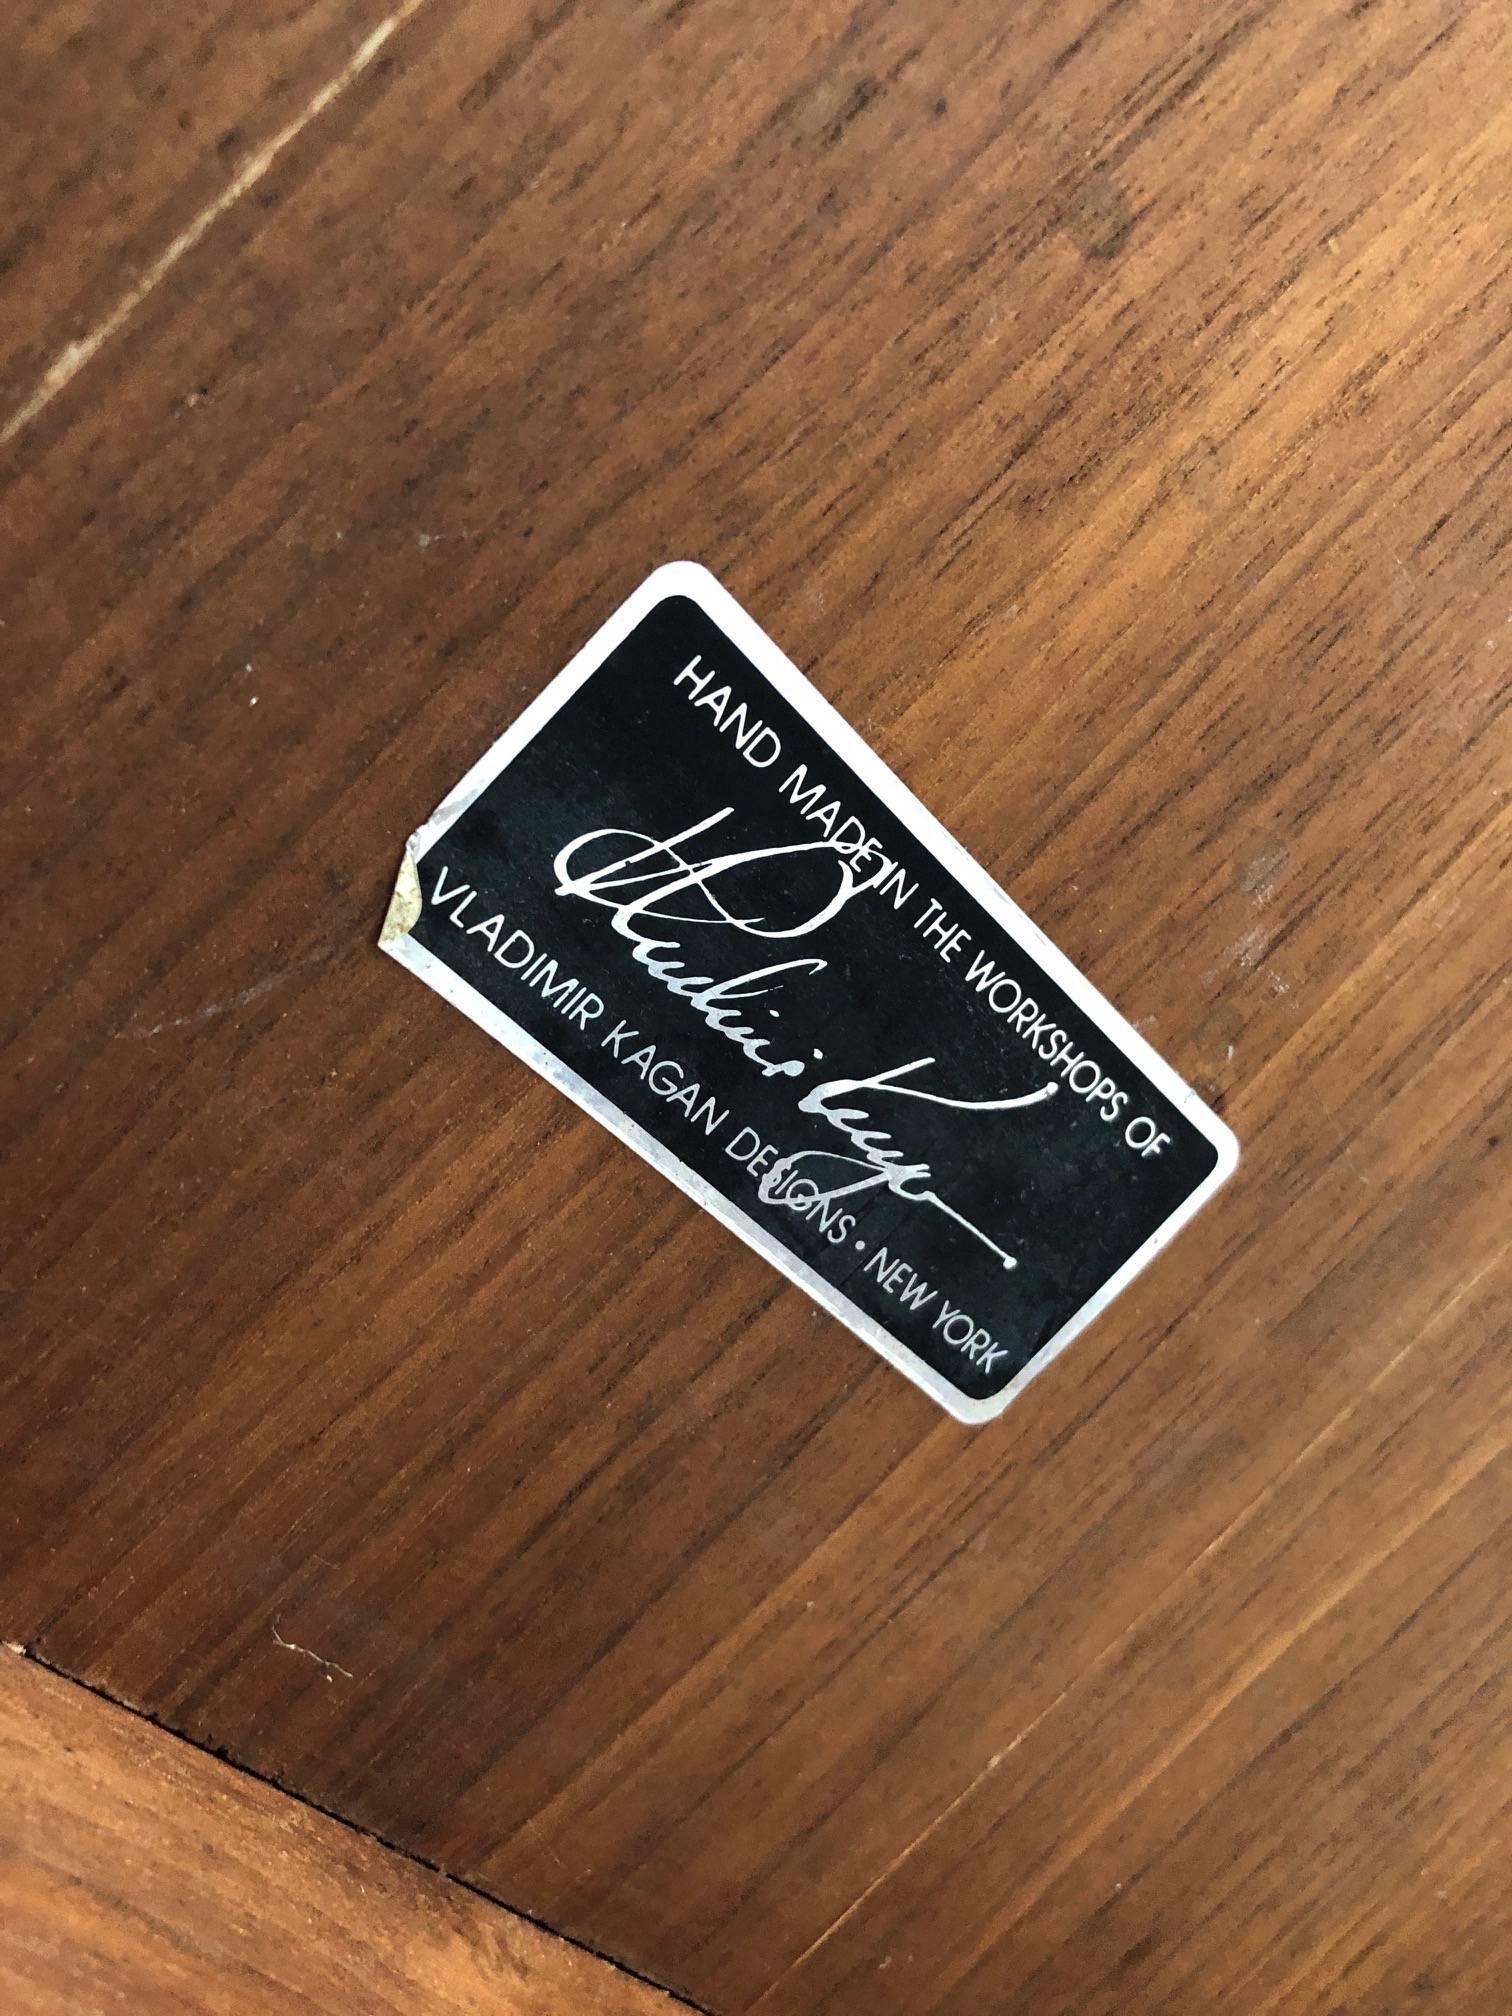 HAND MADE IN THE WORKSHOPS OF
Vladimir Kagan
VLADIMIR KAGAN DESIGNS • NEW YORK